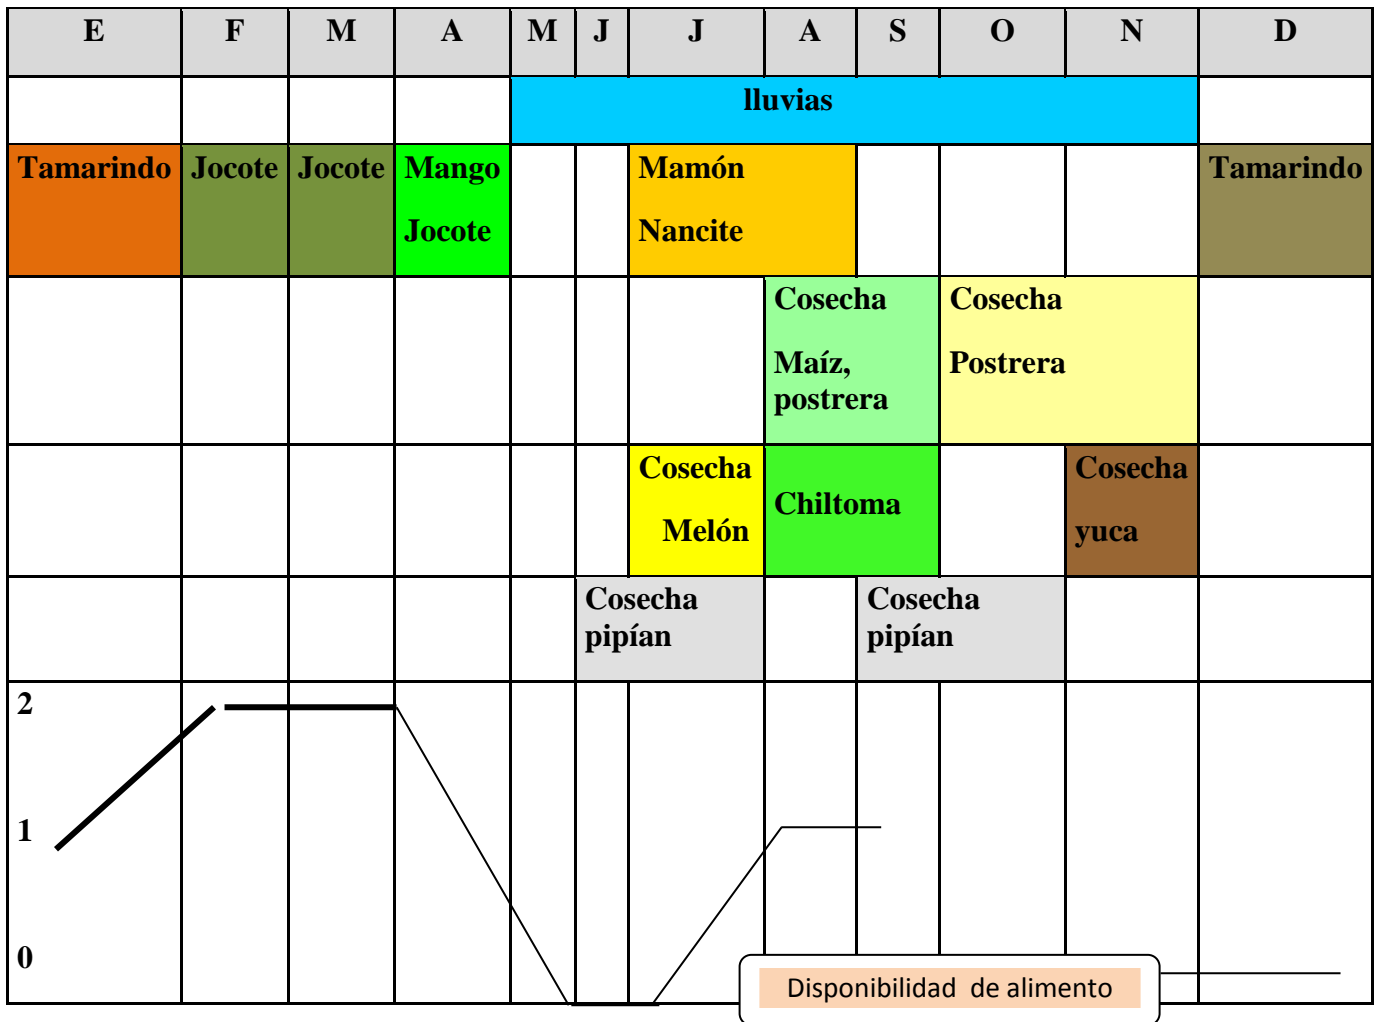 E F M A M J J A S O N D
lluvias
Tamarindo Jocote Jocote Mango Mamón Tamarindo
Jocote Nancite
Cosecha Cosecha
Maíz, Postrera
postrera
Cosecha Chiltoma Cosecha
Melón yuca
Cosecha Cosecha
pipían pipían
2
1
0
Disponibilidad de alimento